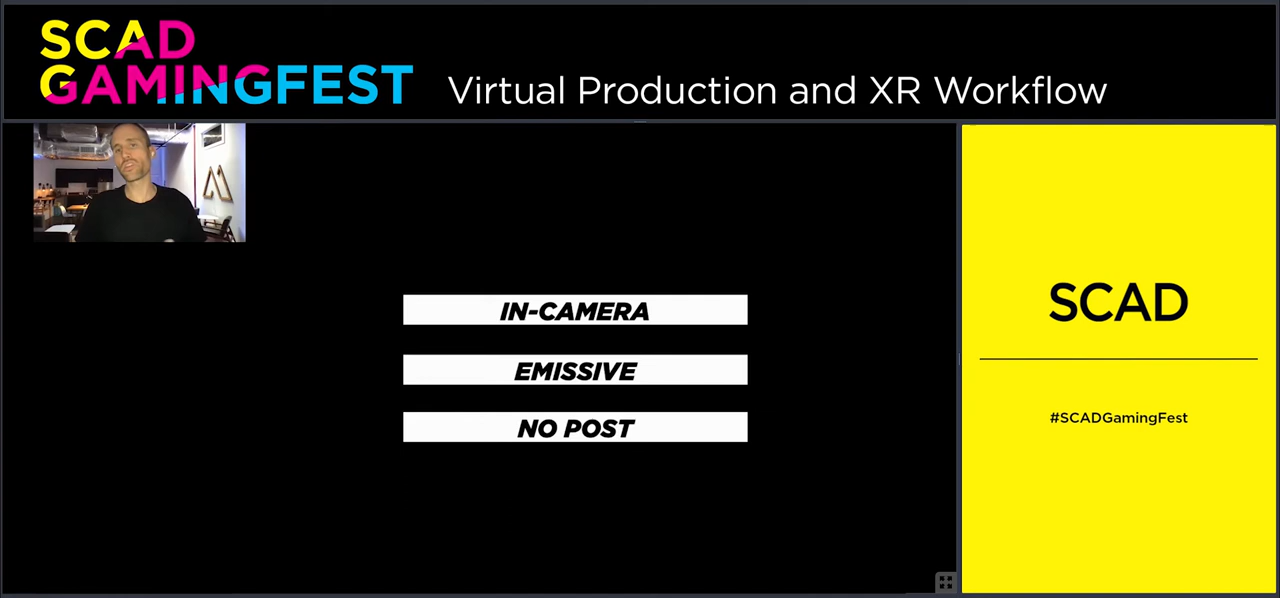 SCAD
GAMINGFEST
Virtual Production and XR Workflow
IN-CAMERA
EMISSIVE
NO POST
SCAD
#SCADGamingFest